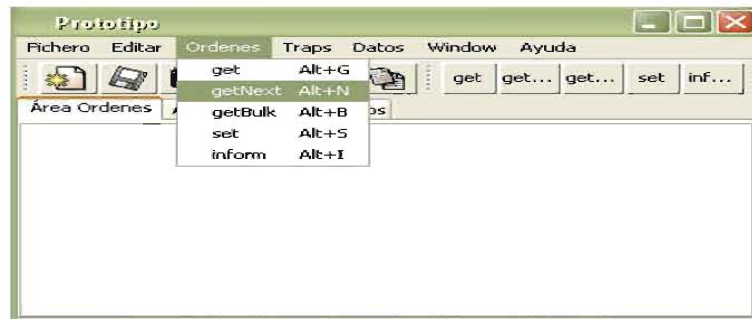 Prototipo
Fichero Editar Ordenes Traps Datos Window Ayuda
get get... get... set inf...
Área Ordenes
get Alt+G
getNext Alt+N
getBulk Alt+B
set Alt+S
inform Alt+I